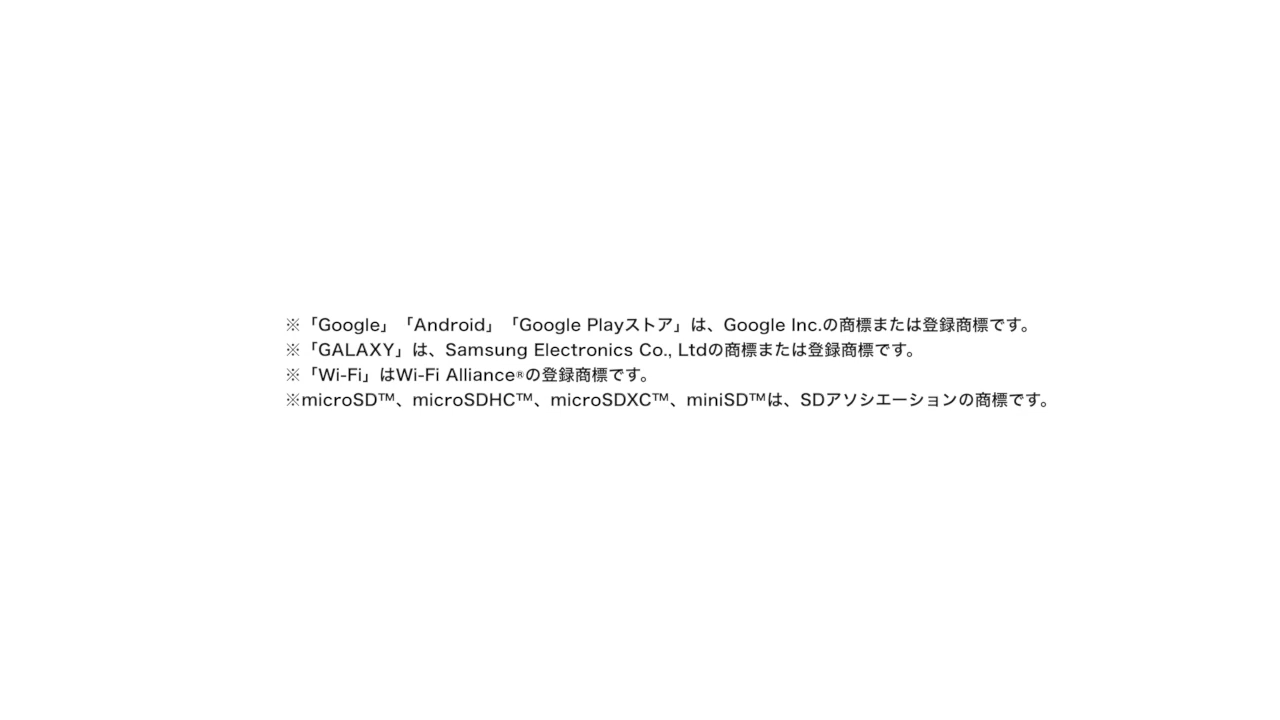 ※「Google」「Android」「Google Playストア」は、Google Inc.の商標または登録商標です。
※「GALAXY」は、Samsung Electronics Co., Ltdの商標または登録商標です。
※「Wi-Fi」はWi-Fi Alliance®の登録商標です。
※microSD™、microSDHC™、microSDXC™、miniSD™は、SDアソシエーションの商標です。